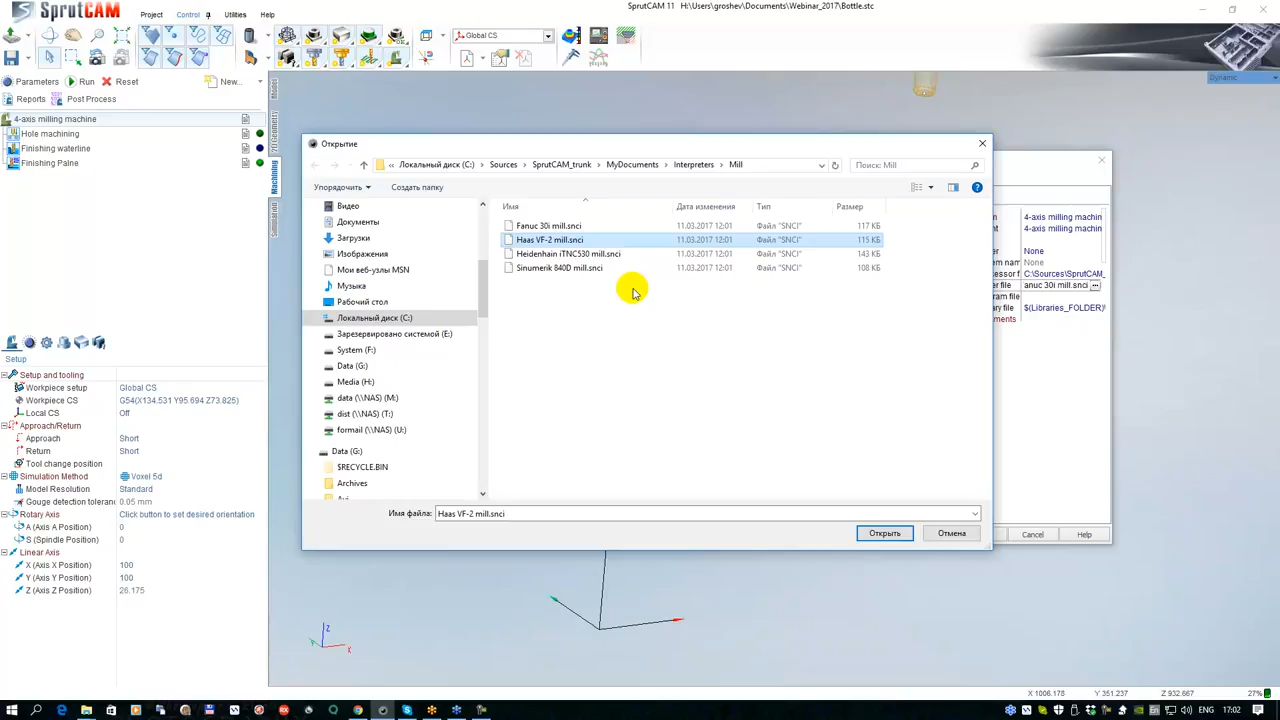 SprutCAM
Project Control Utilities Help
SprutCAM 11 H:\Users\groshev\Documents\Webinar_2017\Bottle.stc
Global CS
Parameters Run Reset New...
Reports Post Process
Dynamic
4-axis milling machine
Hole machining
Finishing waterline
Finishing Palne
Model
2D Geometry
Machining
Simulation
Открытие
« Локальный диск (C:) > Sources > SprutCAM_trunk > MyDocuments > Interpreters > Mill
Поиск: Mill
Упорядочить Создать папку
Имя Дата изменения Тип Размер
Видео
Документы
Загрузки
Изображения
Мои веб-узлы MSN
Музыка
Рабочий стол
Локальный диск (C:)
Зарезервировано системой (E:)
System (F:)
Data (G:)
Media (H:)
data (\\NAS) (M:)
dist (\\NAS) (T:)
formail (\\NAS) (U:)
Data (G:)
$RECYCLE.BIN
Archives
Fanuc 30i mill.snci 11.03.2017 12:01 Файл "SNCI" 117 КБ
Haas VF-2 mill.snci 11.03.2017 12:01 Файл "SNCI" 115 КБ
Heidenhain iTNC530 mill.snci 11.03.2017 12:01 Файл "SNCI" 143 КБ
Sinumerik 840D mill.snci 11.03.2017 12:01 Файл "SNCI" 108 КБ
Имя файла: Haas VF-2 mill.snci
Открыть Отмена
4-axis milling machin
4-axis milling machin
None
None
C:\Sources\SprutCAM_
anuc 30i mill.snci
$(Libraries_FOLDER)\
Cancel Help
Setup
Setup and tooling
Workpiece setup Global CS
Workpiece CS G54(X134.531 Y95.694 Z73.825)
Local CS Off
Approach/Return
Approach Short
Return Short
Tool change position
Simulation Method Voxel 5d
Model Resolution Standard
Gouge detection toleran 0.05 mm
Rotary Axis Click button to set desired orientation
A (Axis A Position) 0
S (Spindle Position) 0
Linear Axis
X (Axis X Position) 100
Y (Axis Y Position) 100
Z (Axis Z Position) 26.175
Z
Y
X
X 1006.178 Y 351.237 Z 932.667 27%
ENG 17:02